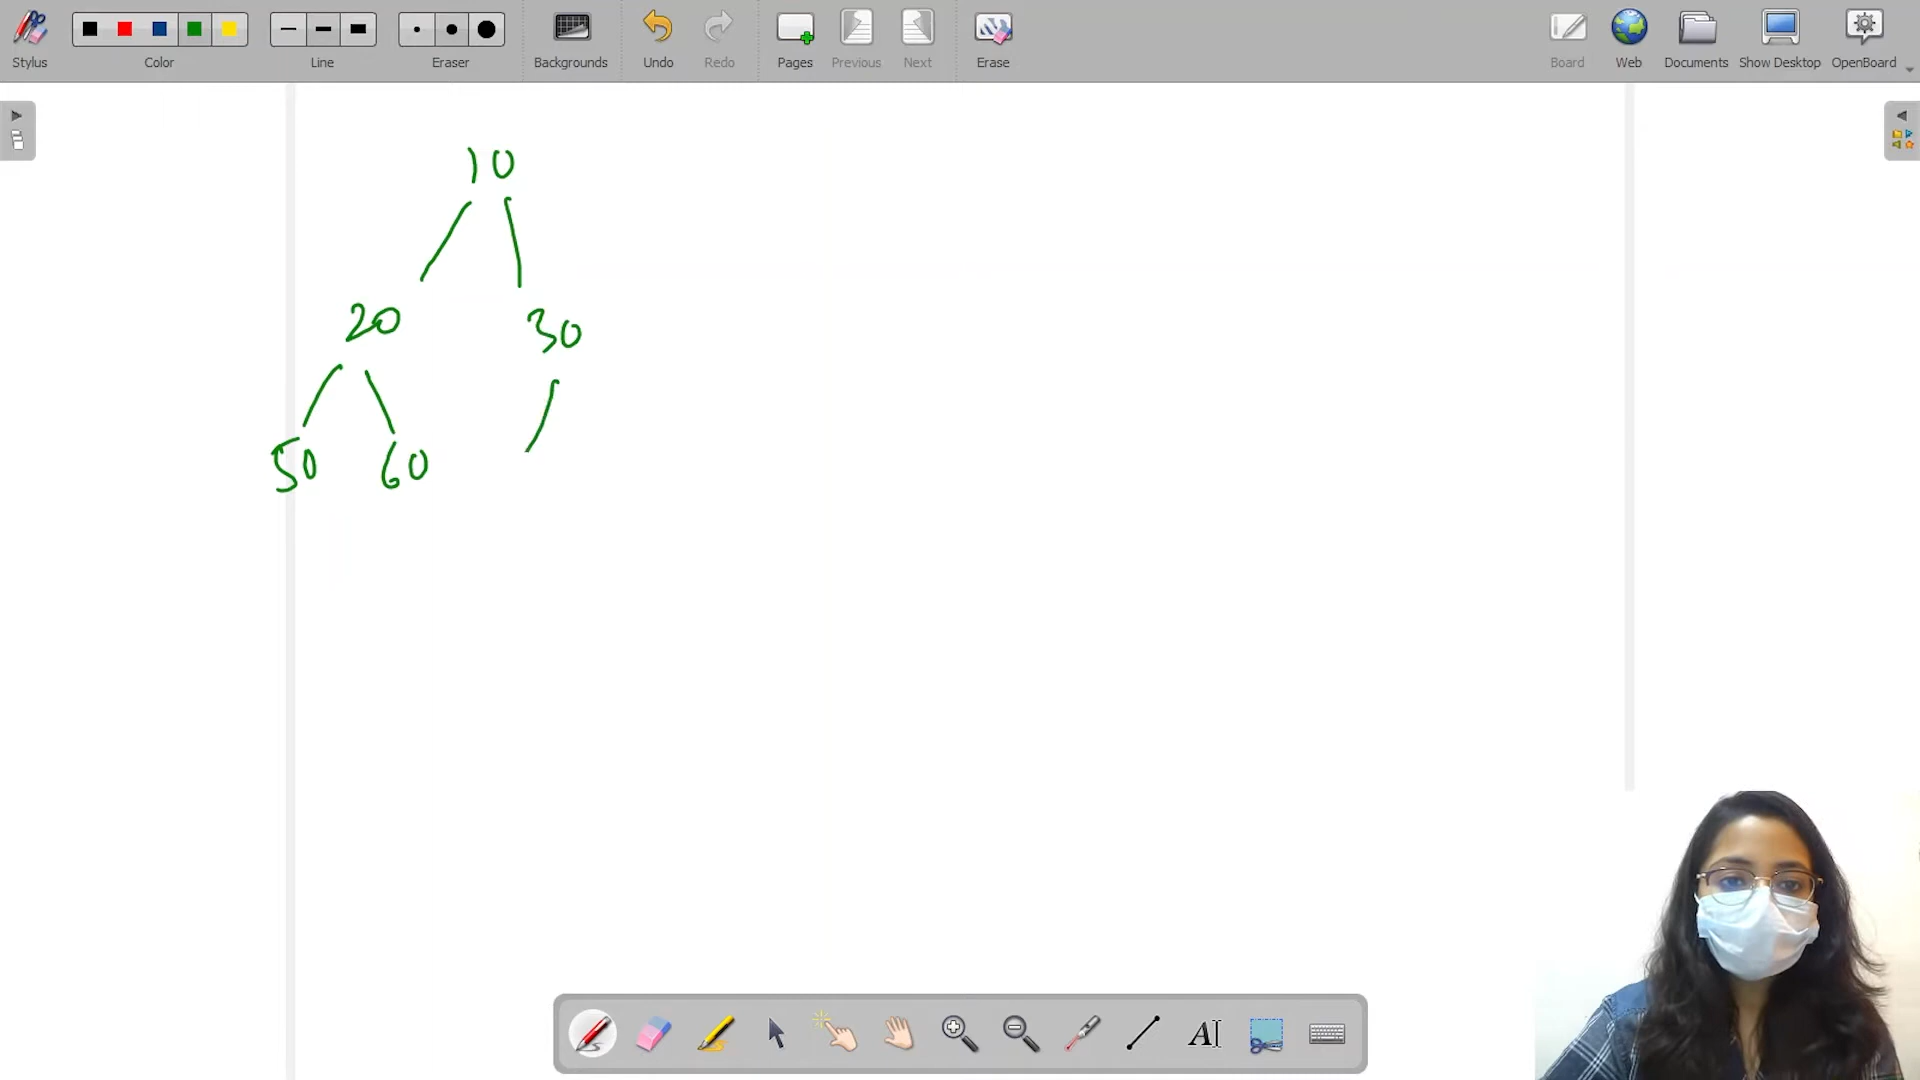 Stylus
Color
Line
Eraser
Backgrounds
Undo
Redo
Pages
Previous
Next
Erase
Board
Web
Documents
Show Desktop
OpenBoard
10
20 30
50 60
A